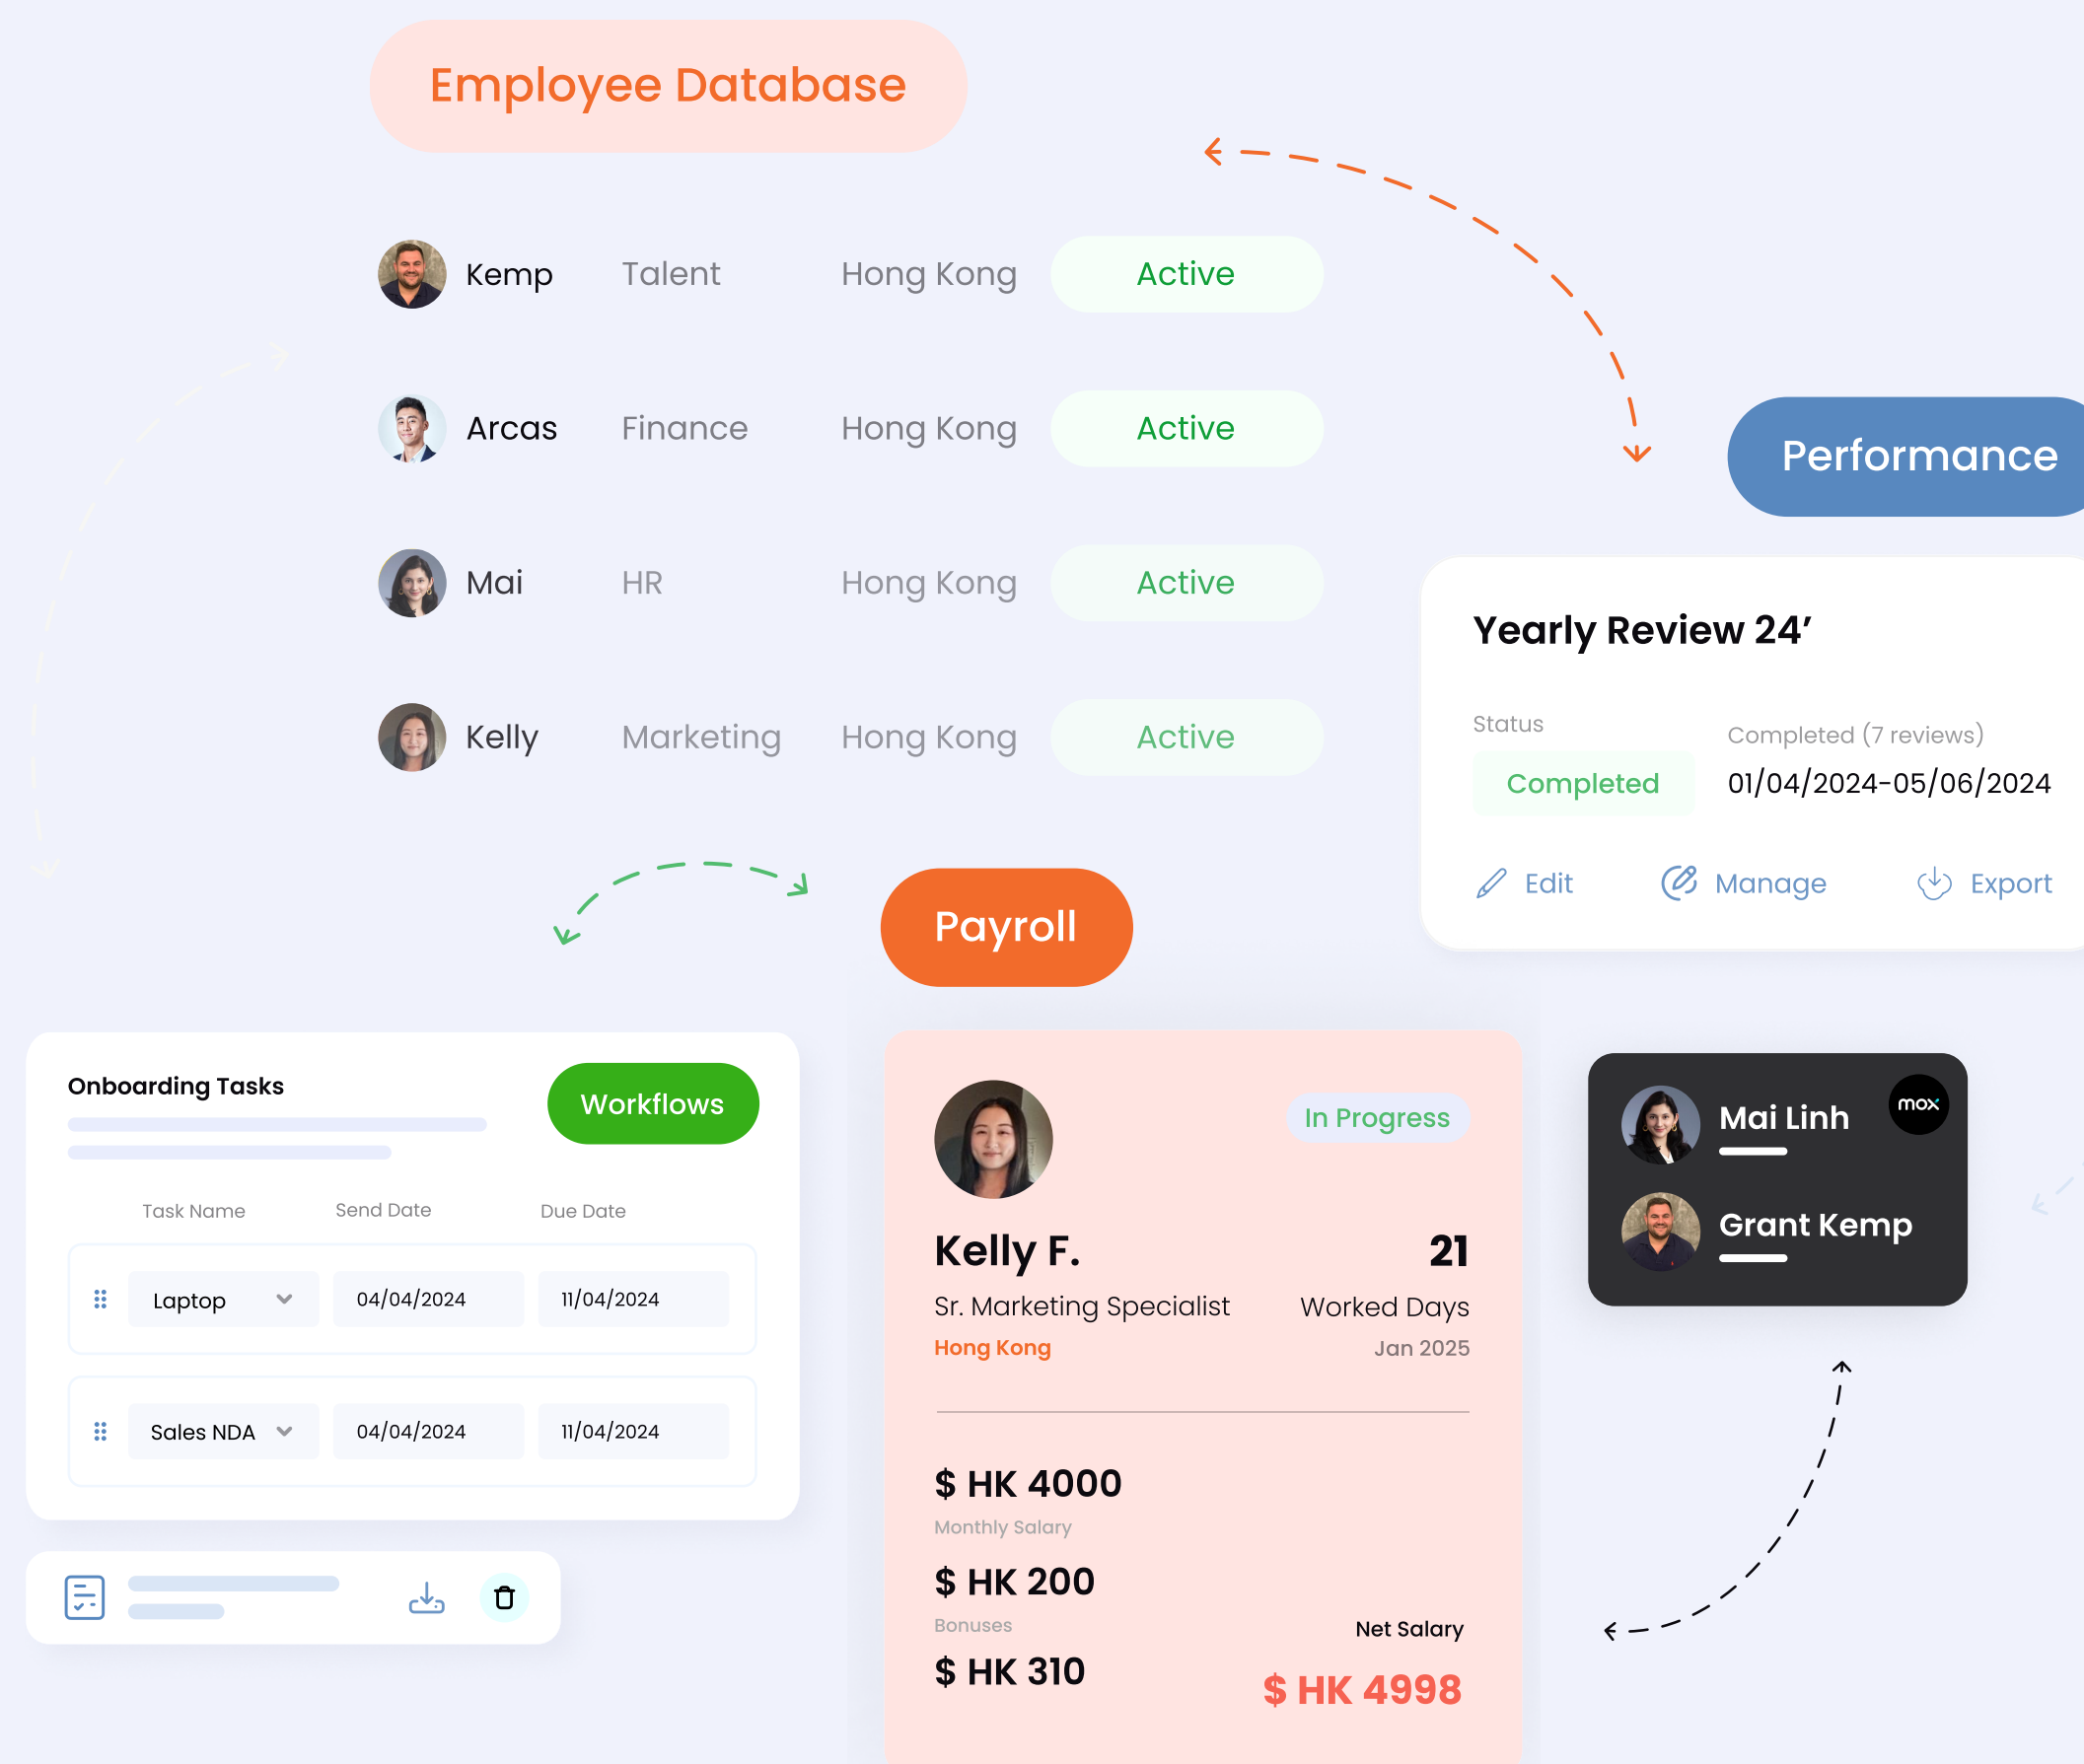 Employee Database
Kemp Talent Hong Kong Active
Arcas Finance Hong Kong Active
Mai HR Hong Kong Active
Kelly Marketing Hong Kong Active
Performance
Yearly Review 24’
Status
Completed (7 reviews)
Completed
01/04/2024-05/06/2024
Edit Manage Export
Payroll
Onboarding Tasks
Workflows
Task Name Send Date Due Date
Laptop 04/04/2024 11/04/2024
Sales NDA 04/04/2024 11/04/2024
In Progress
Kelly F.
21
Sr. Marketing Specialist
Worked Days
Hong Kong
Jan 2025
$ HK 4000
Monthly Salary
$ HK 200
Bonuses
$ HK 310
Net Salary
$ HK 4998
Mai Linh
mox
Grant Kemp